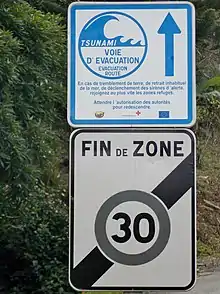 TSUNAMI
VOIE
D'EVACUATION
EVACUATION
ROUTE
En cas de tremblement de terre, de retrait inhabituel
de la mer, de déclenchement des sirènes d'alerte,
rejoignez au plus vite les zones refuges.
Attendre l'autorisation des autorités
pour redescendre.
FIN DE ZONE
30